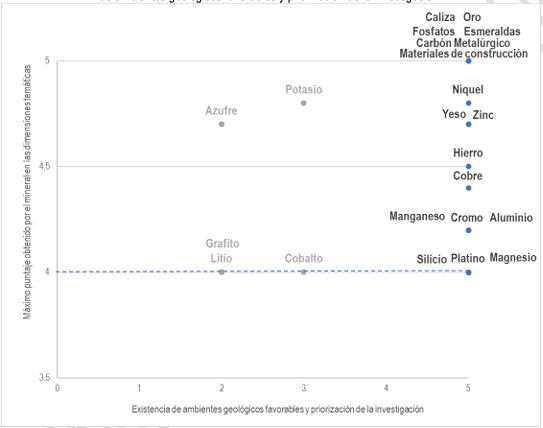 Caliza Oro
Fosfatos Esmeraldas
Carbón Metalúrgico
Materiales de construcción
5
Niquel
Potasio
Azufre
Yeso Zinc
Hierro
4,5
Cobre
Manganeso Cromo Aluminio
Grafito
Litio Cobalto Silicio Platino Magnesio
4
3,5
0 1 2 3 4 5
Máximo puntaje obtenido por el mineral en las dimensiones temáticas
Existencia de ambientes geológicos favorables y priorización de la investigación